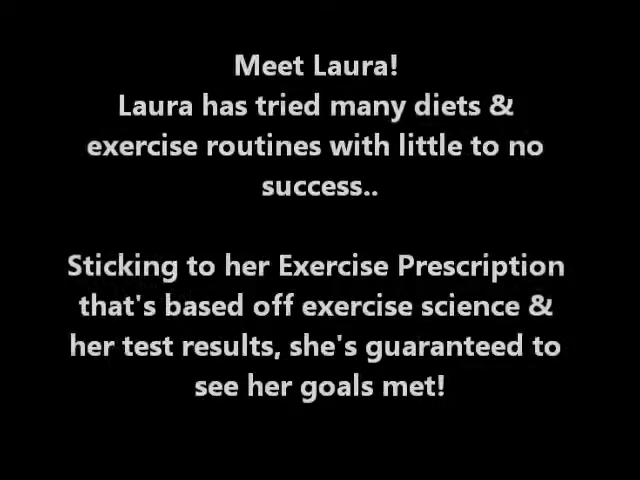 Meet Laura!
Laura has tried many diets &
exercise routines with little to no
success..
Sticking to her Exercise Prescription
that's based off exercise science &
her test results, she's guaranteed to
see her goals met!